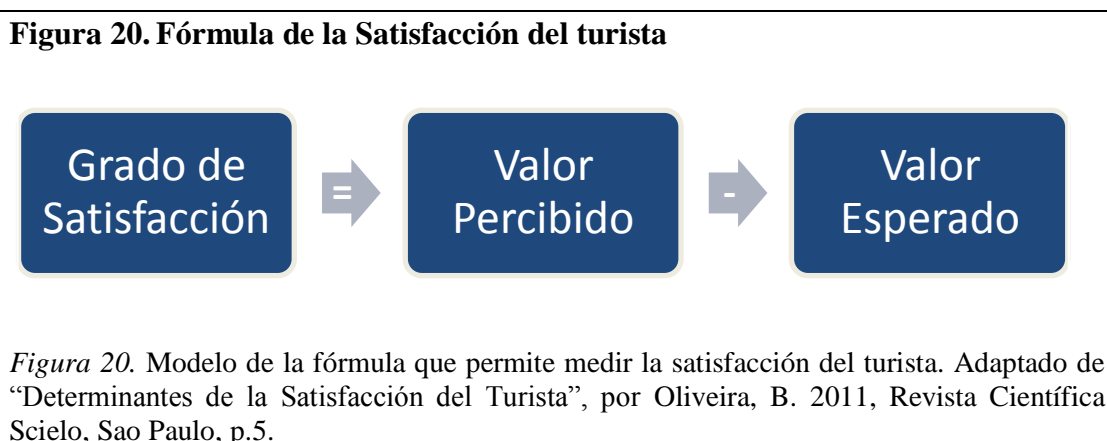 Figura 20. Fórmula de la Satisfacción del turista
Grado de
Satisfacción
=
Valor
Percibido
-
Valor
Esperado
Figura 20. Modelo de la fórmula que permite medir la satisfacción del turista. Adaptado de
“Determinantes de la Satisfacción del Turista”, por Oliveira, B. 2011, Revista Científica
Scielo, Sao Paulo, p.5.